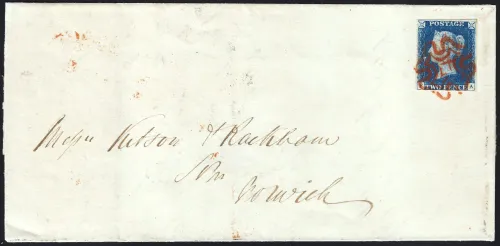 POSTAGE
TWO PENCE
Messrs Kitson & Rackham
Norwich